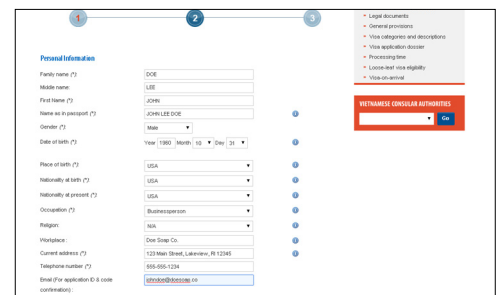 1 2 3
Legal documents
General provisions
Visa categories and descriptions
Visa application dossier
Processing time
Loose-leaf visa eligibility
Visa-on-arrival
VIETNAMESE CONSULAR AUTHORITIES
Go
Personal Information
Family name (*): DOE
Middle name: LEE
First Name (*): JOHN
Name as in passport (*): JOHN LEE DOE
Gender (*): Male
Date of birth (*): Year 1960 Month 10 Day 31
Place of birth (*): USA
Nationality at birth (*): USA
Nationality at present (*): USA
Occupation (*): Businessperson
Religion: N/A
Workplace: Doe Soap Co.
Current address (*): 123 Main Street, Lakeview, RI 12345
Telephone number (*): 555-555-1234
Email (For application ID & code johndoe@doesoap.co
confirmation) :